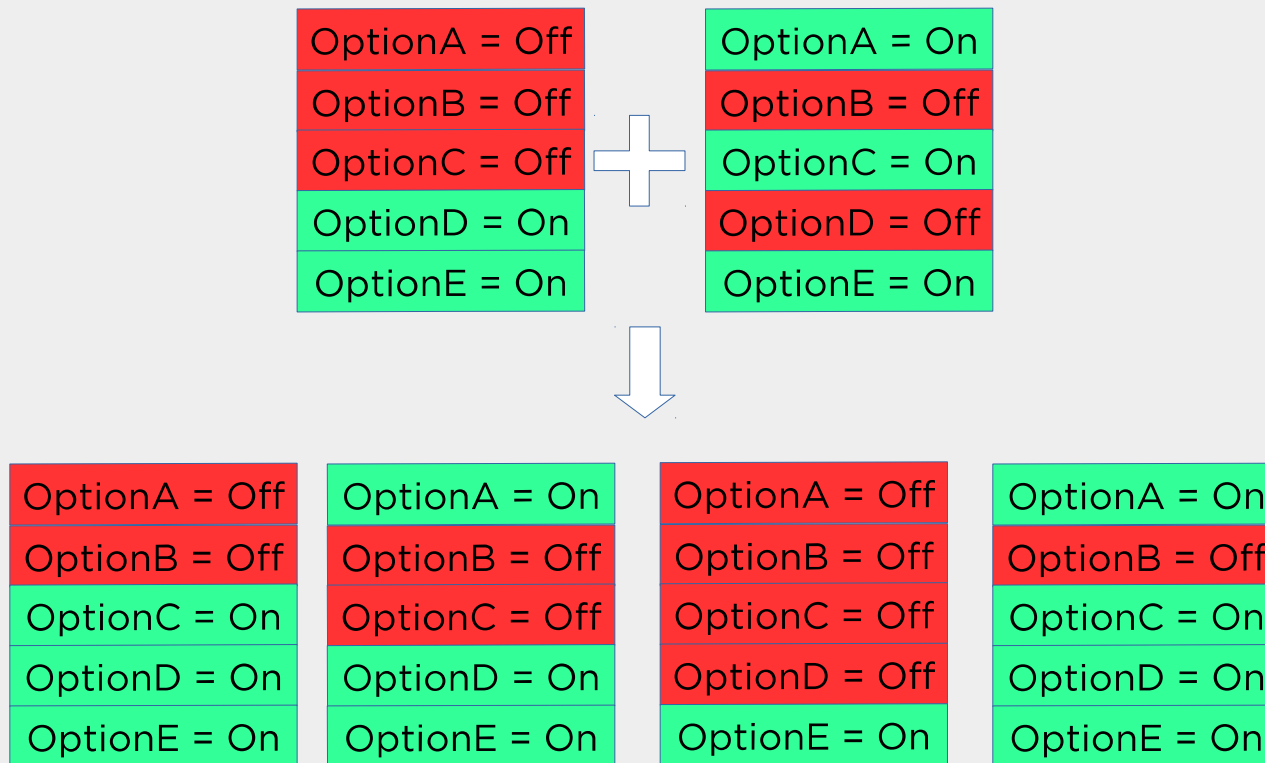 OptionA = Off
OptionB = Off
OptionC = Off
OptionD = On
OptionE = On
OptionA = On
OptionB = Off
OptionC = On
OptionD = Off
OptionE = On
OptionA = Off
OptionB = Off
OptionC = On
OptionD = On
OptionE = On
OptionA = On
OptionB = Off
OptionC = Off
OptionD = On
OptionE = On
OptionA = Off
OptionB = Off
OptionC = Off
OptionD = Off
OptionE = On
OptionA = On
OptionB = Off
OptionC = On
OptionD = On
OptionE = On